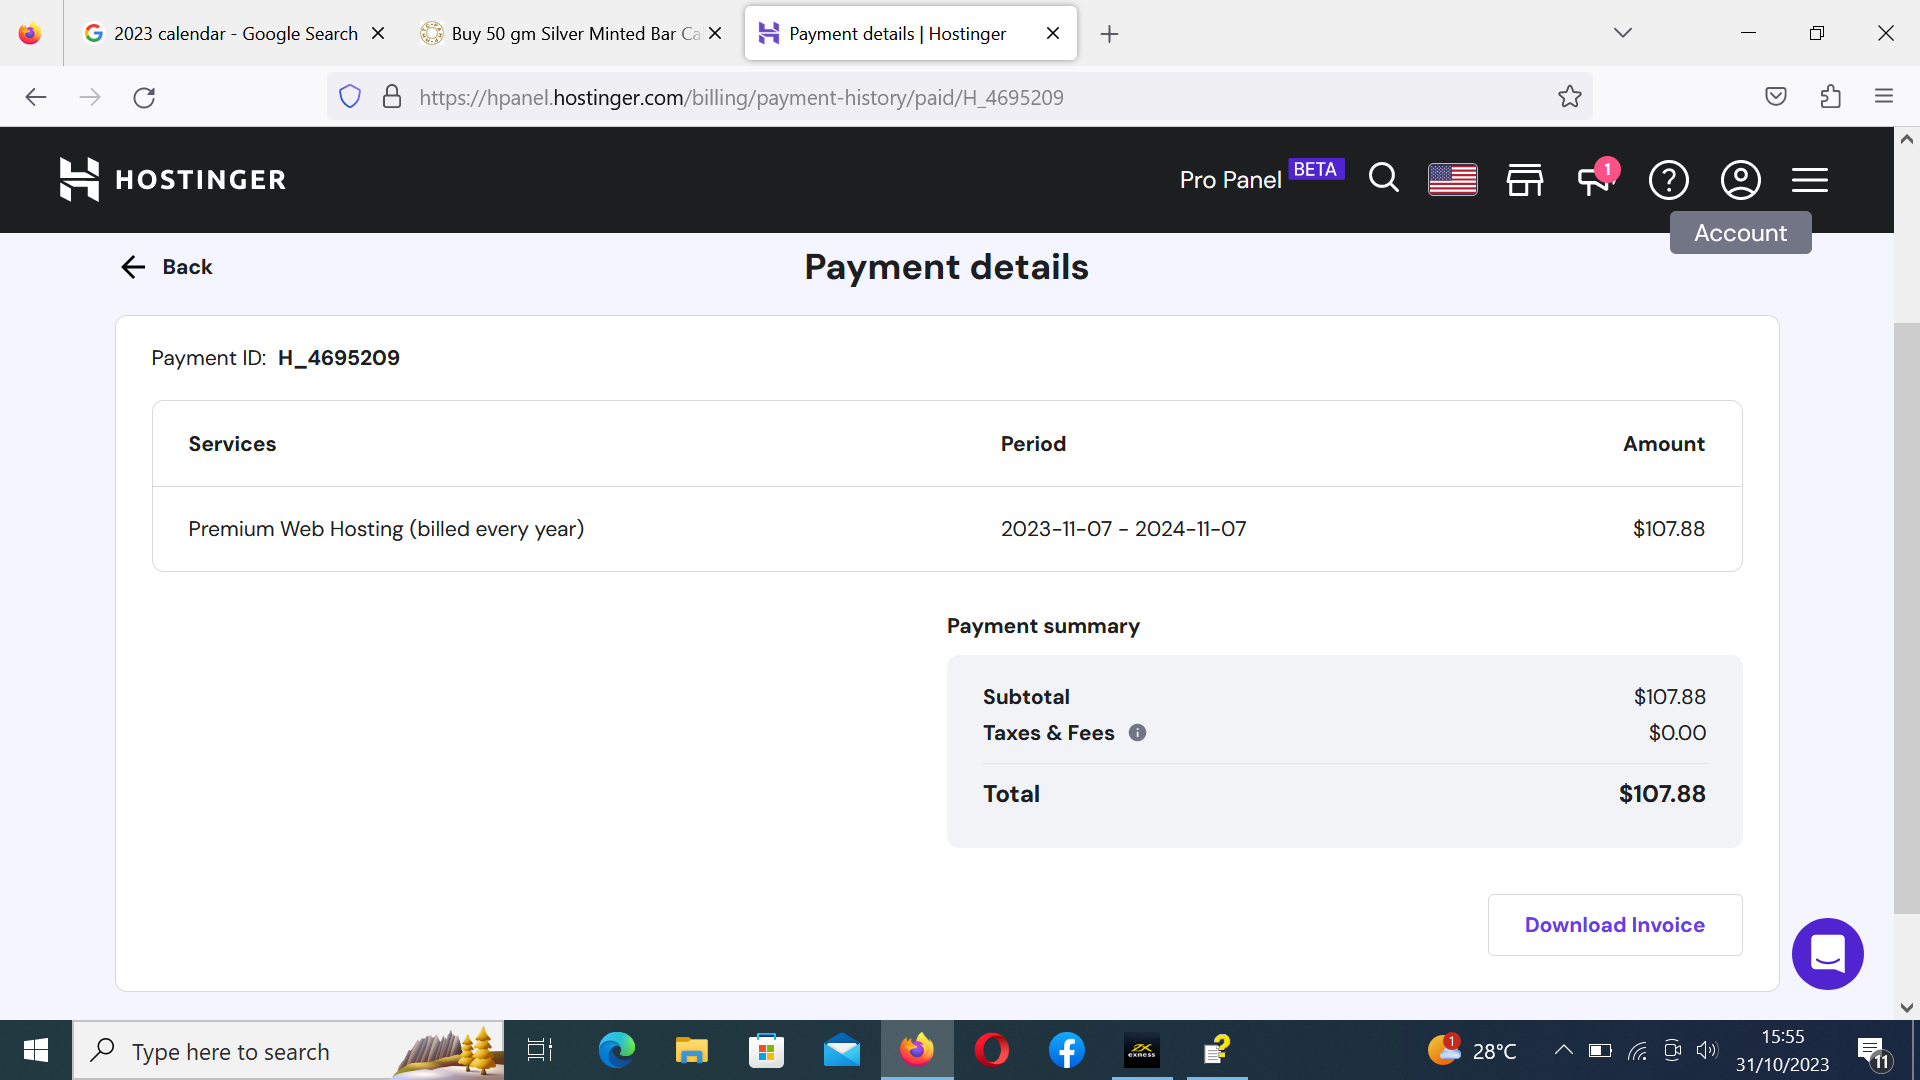 2023 calendar - Google Search
Buy 50 gm Silver Minted Bar Ca
Payment details | Hostinger
https://hpanel.hostinger.com/billing/payment-history/paid/H_4695209
HOSTINGER
Pro Panel BETA
1
Account
Back
Payment details
Payment ID: H_4695209
Services Period Amount
Premium Web Hosting (billed every year) 2023-11-07 - 2024-11-07 $107.88
Payment summary
Subtotal $107.88
Taxes & Fees $0.00
Total $107.88
Download Invoice
Type here to search
exness
1
28°C
15:55
31/10/2023
11